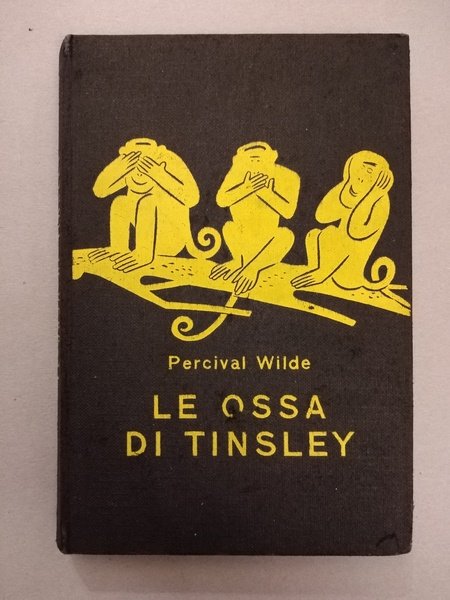 Percival Wilde
LE OSSA
DI TINSLEY